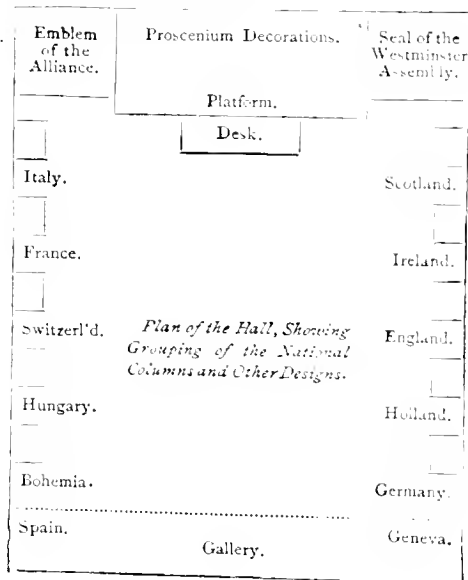 Emblem
of the
Alliance.
Proscenium Decorations.
Seal of the
Westminster
Assembly.
Platform.
Desk.
Italy.
Scotland.
France.
Ireland.
Switzerl'd.
England.
Plan of the Hall, Showing
Grouping of the National
Columns and Other Designs.
Hungary.
Holland.
Bohemia.
Germany.
Spain.
Geneva.
Gallery.